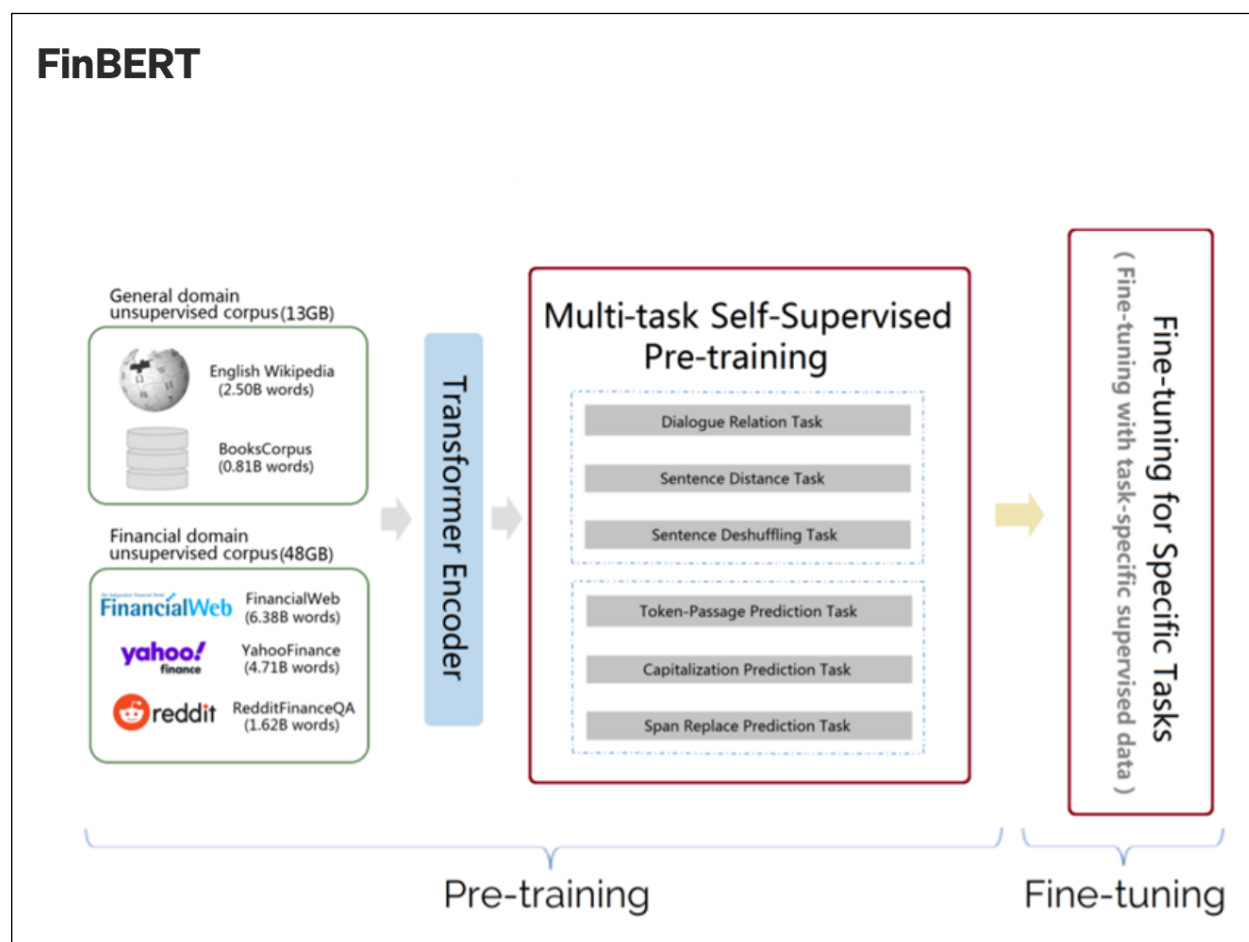 FinBERT
General domain
unsupervised corpus(13GB)
English Wikipedia
(2.50B words)
BooksCorpus
(0.81B words)
Financial domain
unsupervised corpus(48GB)
FinancialWeb
FinancialWeb
(6.38B words)
yahoo!
finance
YahooFinance
(4.71B words)
reddit
RedditFinanceQA
(1.62B words)
Transformer Encoder
Multi-task Self-Supervised
Pre-training
Dialogue Relation Task
Sentence Distance Task
Sentence Deshuffling Task
Token-Passage Prediction Task
Capitalization Prediction Task
Span Replace Prediction Task
Fine-tuning for Specific Tasks
( Fine-tuning with task-specific supervised data )
Pre-training
Fine-tuning